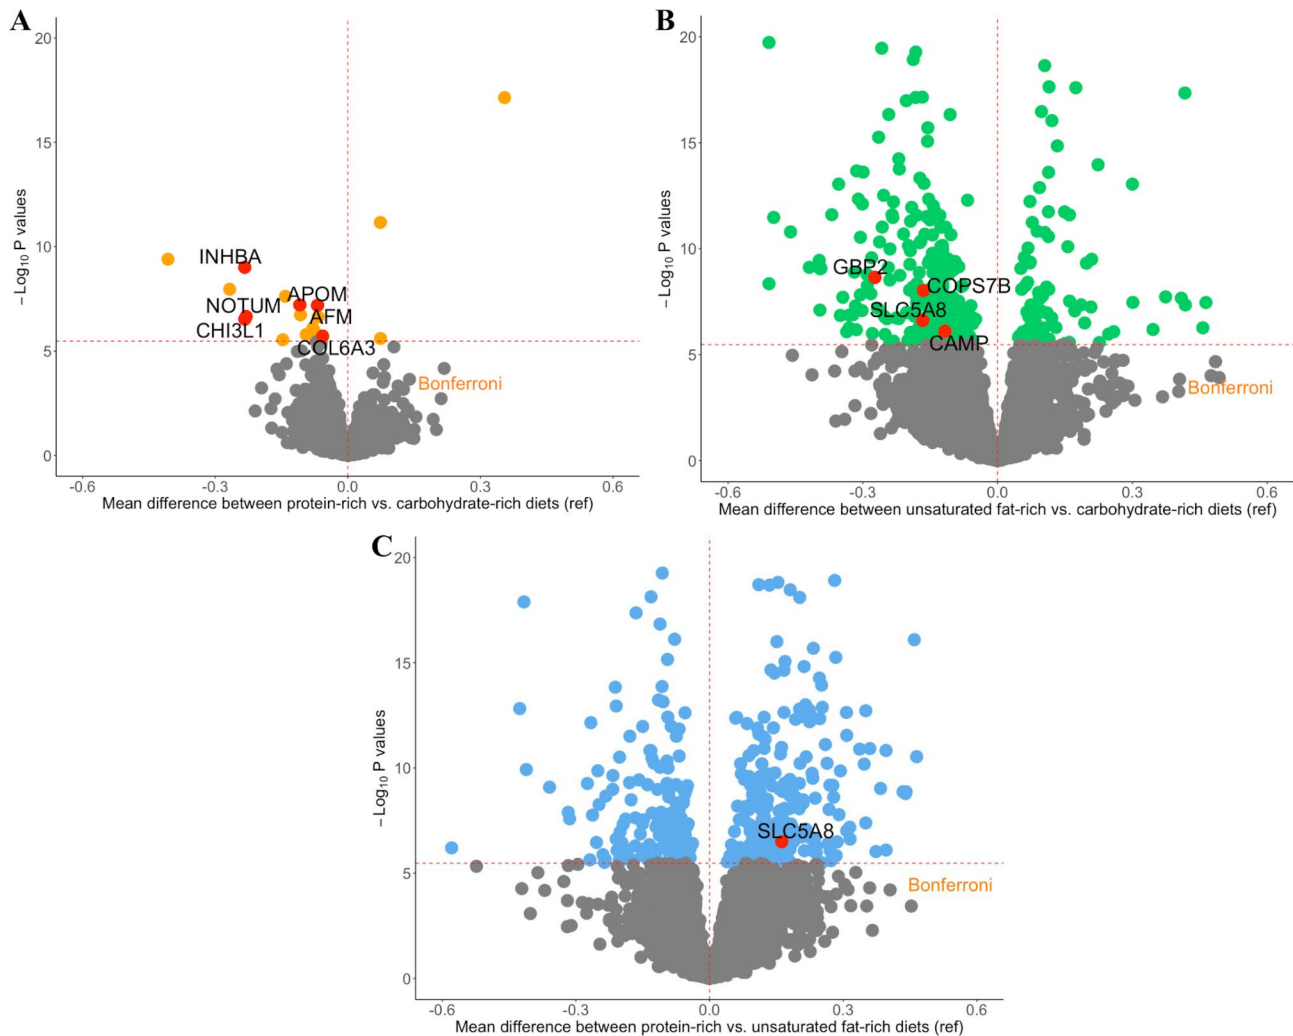 A
20
15
10
5
0
− Log10 P values
INHBA
APOM
NOTUM
AFM
CHI3L1
COL6A3
Bonferroni
-0.6 -0.3 0.0 0.3 0.6
Mean difference between protein-rich vs. carbohydrate-rich diets (ref)
B
20
15
10
5
0
− Log10 P values
GBP2
COPS7B
SLC5A8
CAMP
Bonferroni
-0.6 -0.3 0.0 0.3 0.6
Mean difference between unsaturated fat-rich vs. carbohydrate-rich diets (ref)
C
20
15
10
5
0
− Log10 P values
SLC5A8
Bonferroni
-0.6 -0.3 0.0 0.3 0.6
Mean difference between protein-rich vs. unsaturated fat-rich diets (ref)